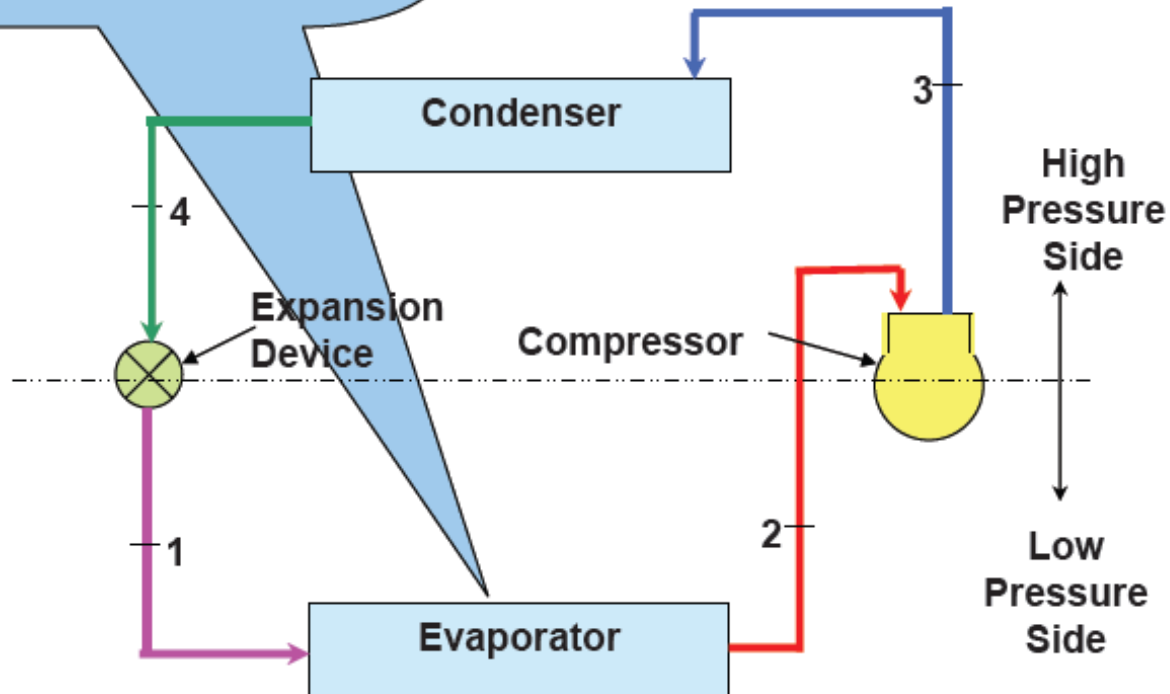 Condenser
3
High
Pressure
Side
4
Expansion
Device
Compressor
1
2
Low
Pressure
Side
Evaporator